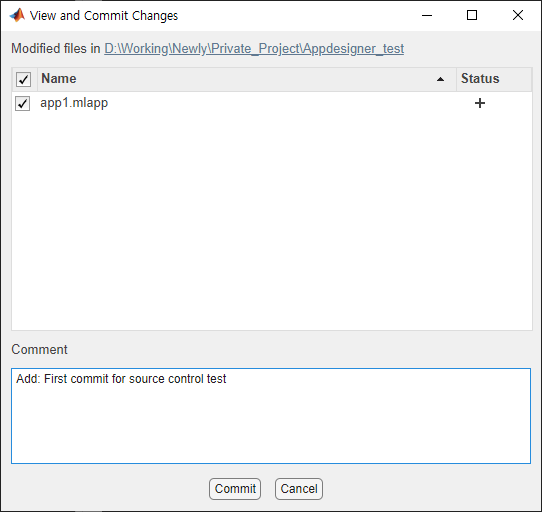 View and Commit Changes
Modified files in D:\Working\Newly\Private_Project\Appdesigner_test
Name Status
app1.mlapp +
Comment
Add: First commit for source control test
Commit Cancel